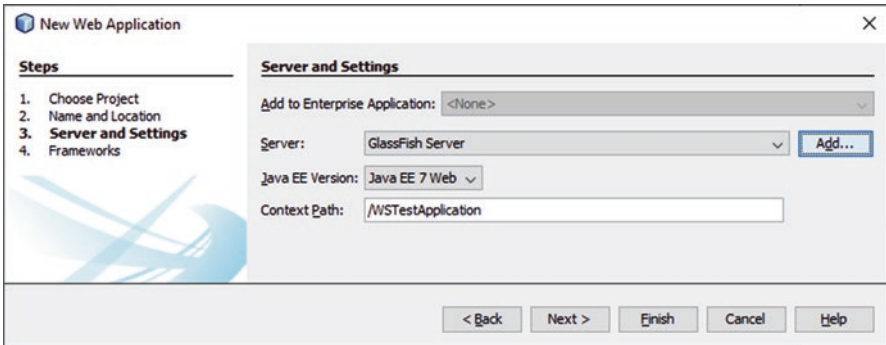 New Web Application
Steps
1. Choose Project
2. Name and Location
3. Server and Settings
4. Frameworks
Server and Settings
Add to Enterprise Application: <None>
Server: GlassFish Server Add...
Java EE Version: Java EE 7 Web
Context Path: /WSTestApplication
< Back Next > Finish Cancel Help